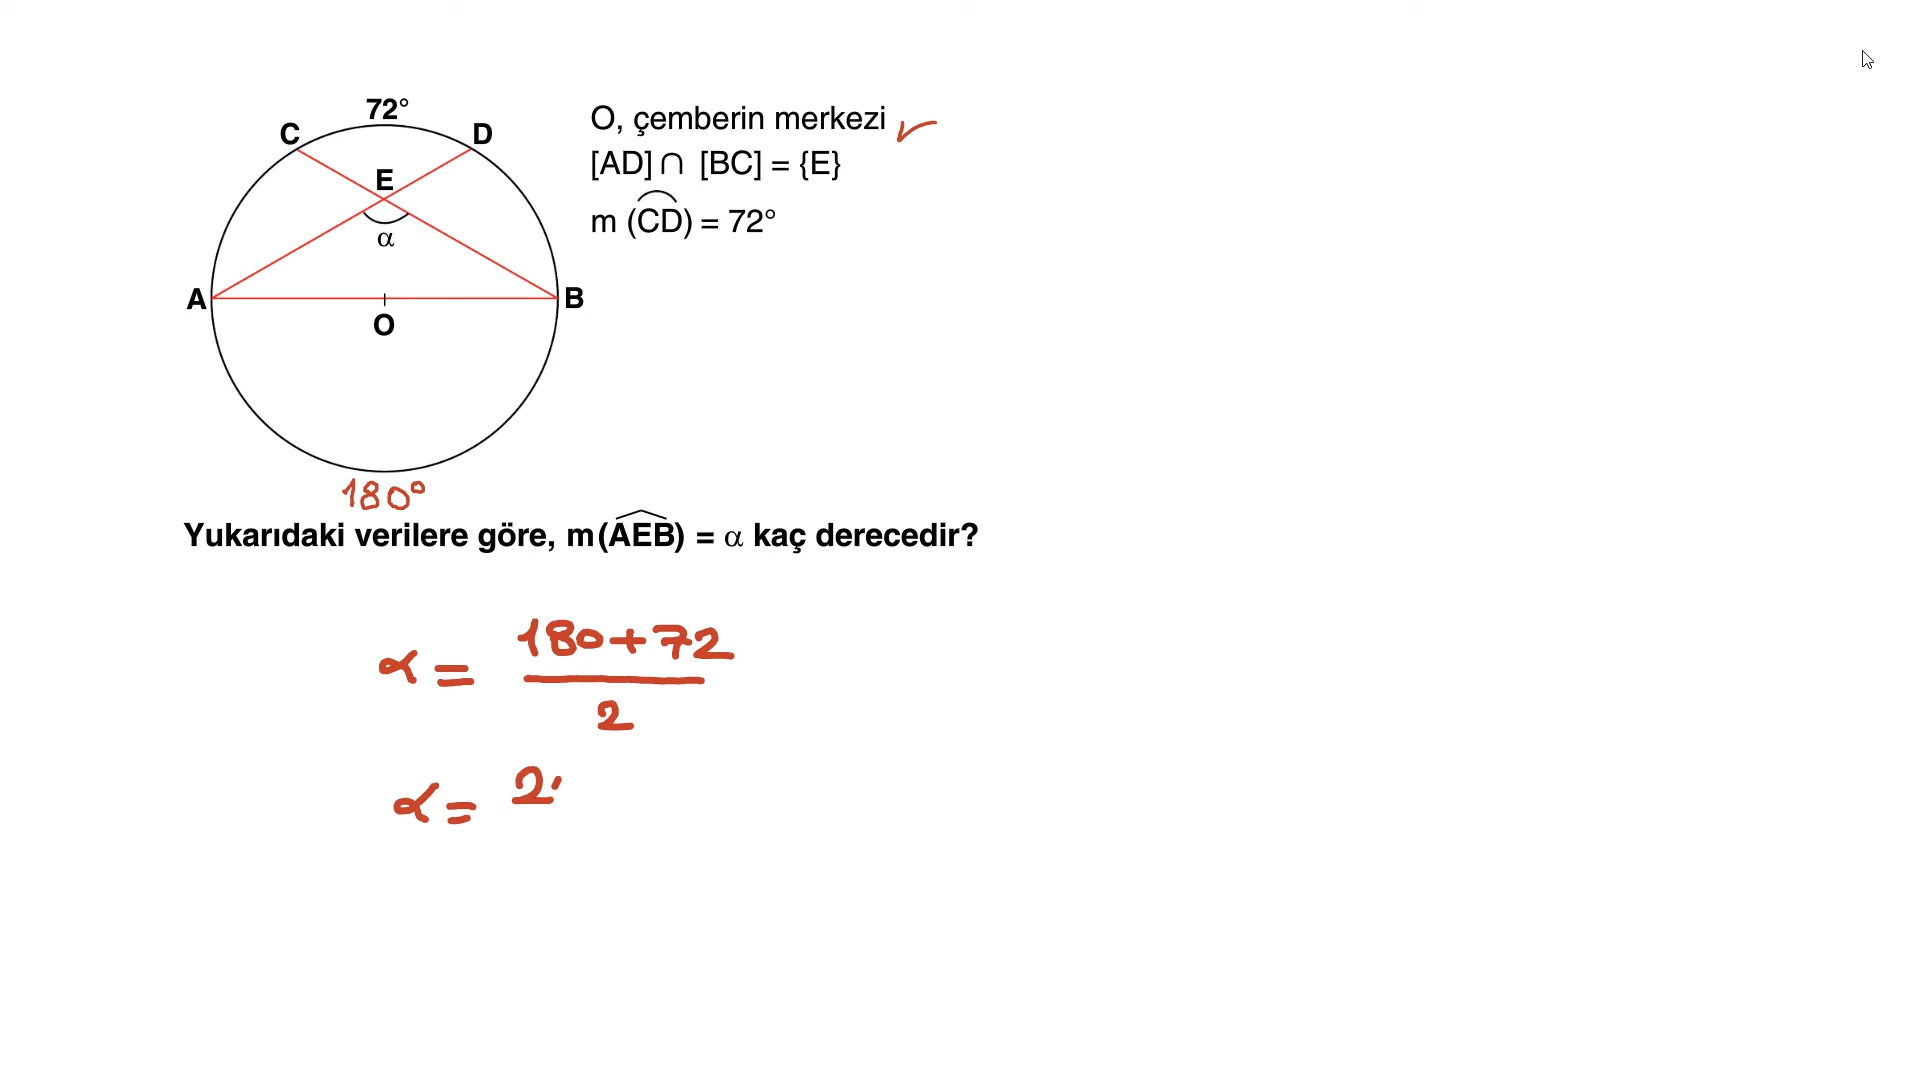 72°
C
D
E
α
A
B
O
180°
O, çemberin merkezi
[AD] ∩ [BC] = {E}
m (CD) = 72°
Yukarıdaki verilere göre, m(AEB) = α kaç derecedir?
α = 180+72
2
α = 2